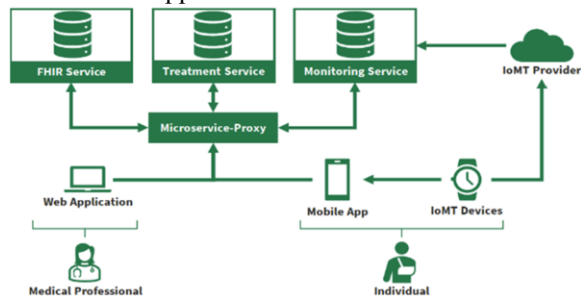 FHIR Service
Treatment Service
Monitoring Service
IoMT Provider
Microservice-Proxy
Web Application
Mobile App
IoMT Devices
Medical Professional
Individual